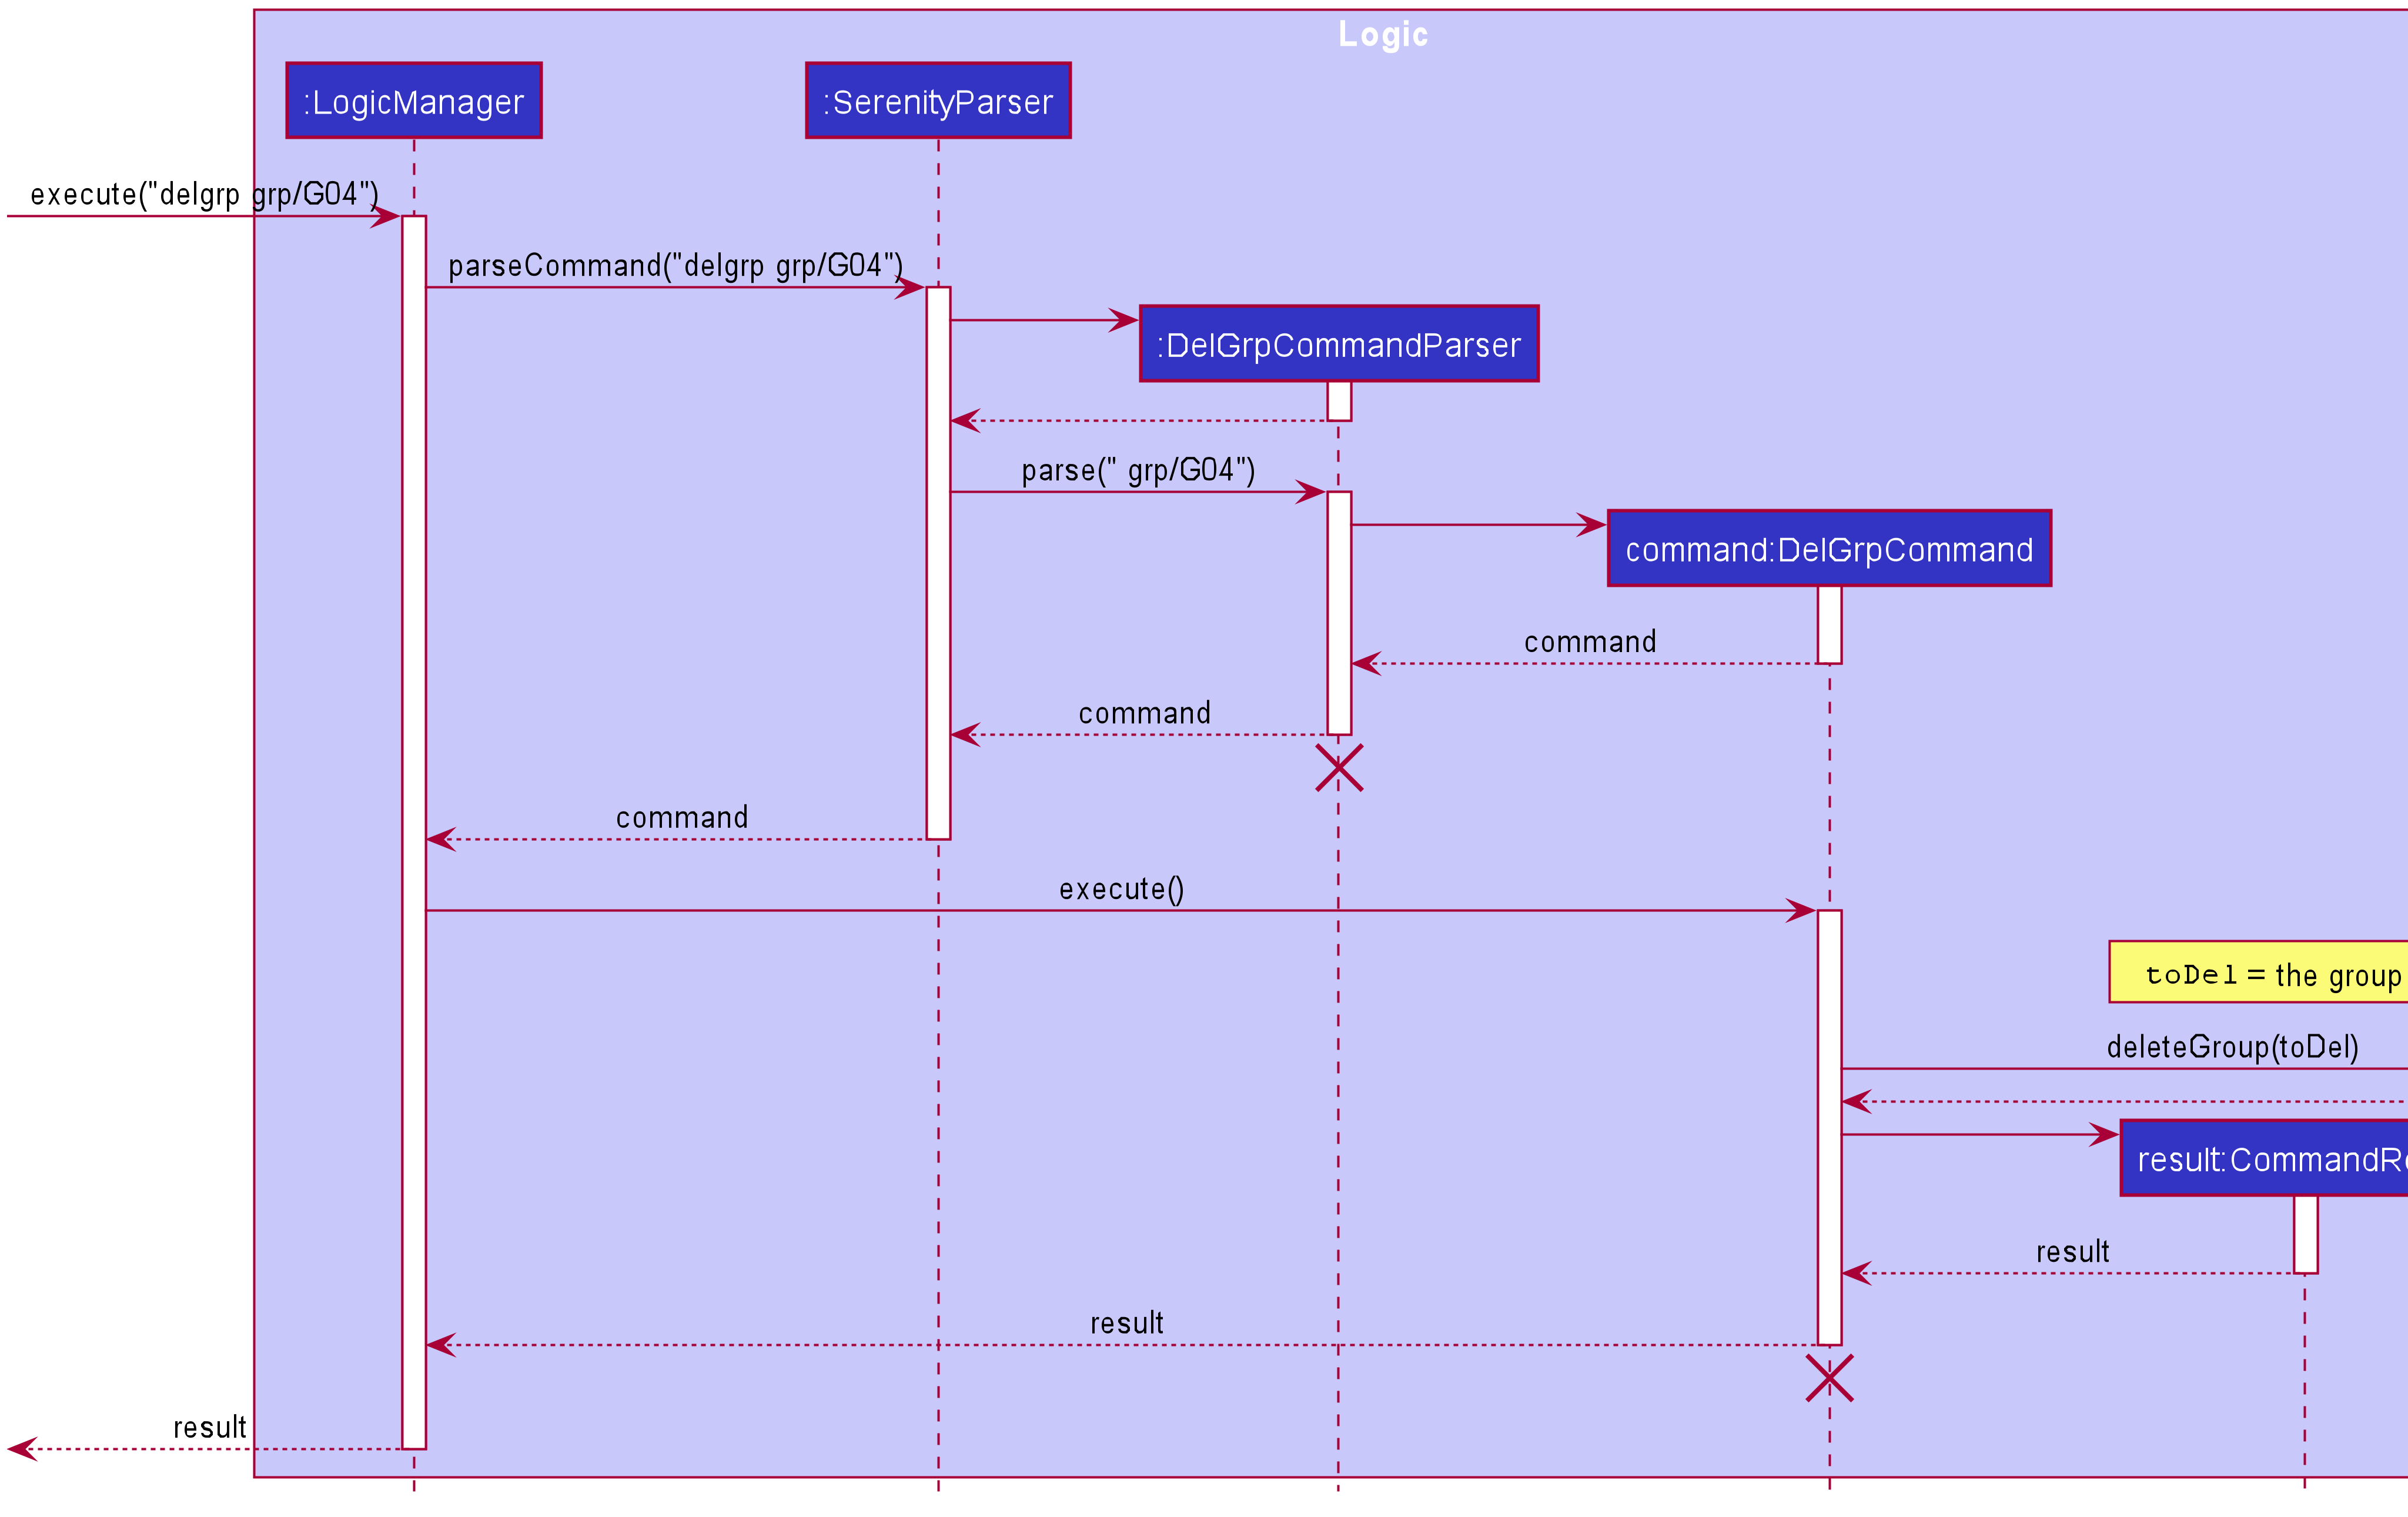 Logic
:LogicManager
:SerenityParser
execute("delgrp grp/G04")
parseCommand("delgrp grp/G04")
:DelGrpCommandParser
parse(" grp/G04")
command:DelGrpCommand
command
command
command
execute()
toDel = the group
deleteGroup(toDel)
result:CommandRe
result
result
result